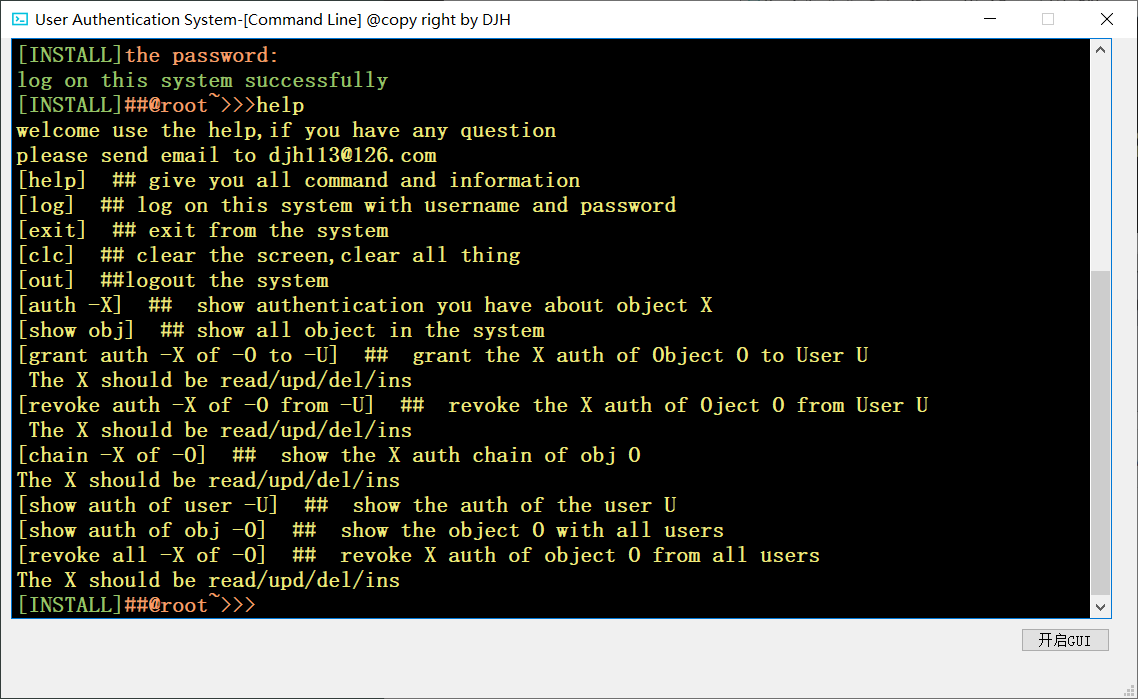 User Authentication System-[Command Line] @copy right by DJH
[INSTALL]the password:
log on this system successfully
[INSTALL]##@root~>>>help
welcome use the help,if you have any question
please send email to djh113@126.com
[help]  ## give you all command and information
[log]  ## log on this system with username and password
[exit]  ## exit from the system
[clc]  ## clear the screen,clear all thing
[out]  ##logout the system
[auth -X]  ##  show authentication you have about object X
[show obj]  ## show all object in the system
[grant auth -X of -O to -U]  ##  grant the X auth of Object O to User U
 The X should be read/upd/del/ins
[revoke auth -X of -O from -U]  ##  revoke the X auth of Oject O from User U
 The X should be read/upd/del/ins
[chain -X of -O]  ##  show the X auth chain of obj O
The X should be read/upd/del/ins
[show auth of user -U]  ##  show the auth of the user U
[show auth of obj -O]  ##  show the object O with all users
[revoke all -X of -O]  ##  revoke X auth of object O from all users
The X should be read/upd/del/ins
[INSTALL]##@root~>>>
开启GUI